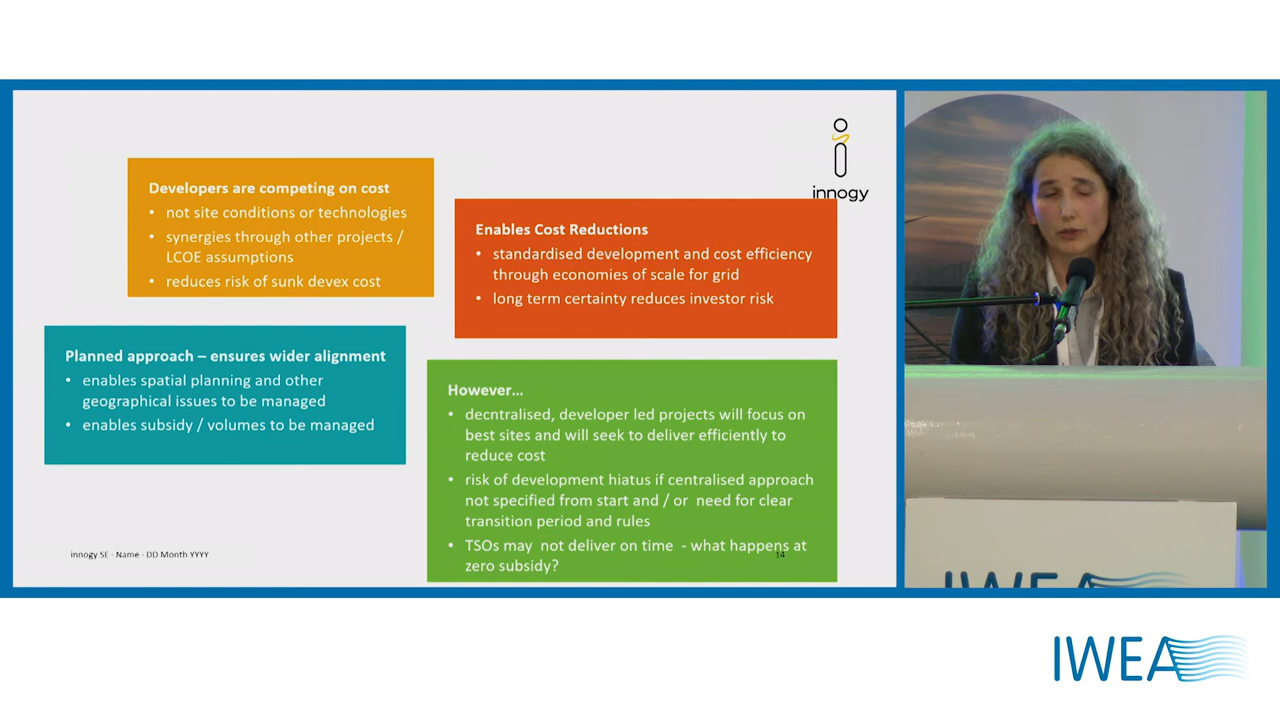 innogy
Developers are competing on cost
• not site conditions or technologies
• synergies through other projects /
LCOE assumptions
• reduces risk of sunk devex cost
Enables Cost Reductions
• standardised development and cost efficiency
through economies of scale for grid
• long term certainty reduces investor risk
Planned approach – ensures wider alignment
• enables spatial planning and other
geographical issues to be managed
• enables subsidy / volumes to be managed
However...
• decntralised, developer led projects will focus on
best sites and will seek to deliver efficiently to
reduce cost
• risk of development hiatus if centralised approach
not specified from start and / or need for clear
transition period and rules
• TSOs may not deliver on time - what happens at
zero subsidy?
innogy SE · Name · DD Month YYYY
14
IWEA
IWEA